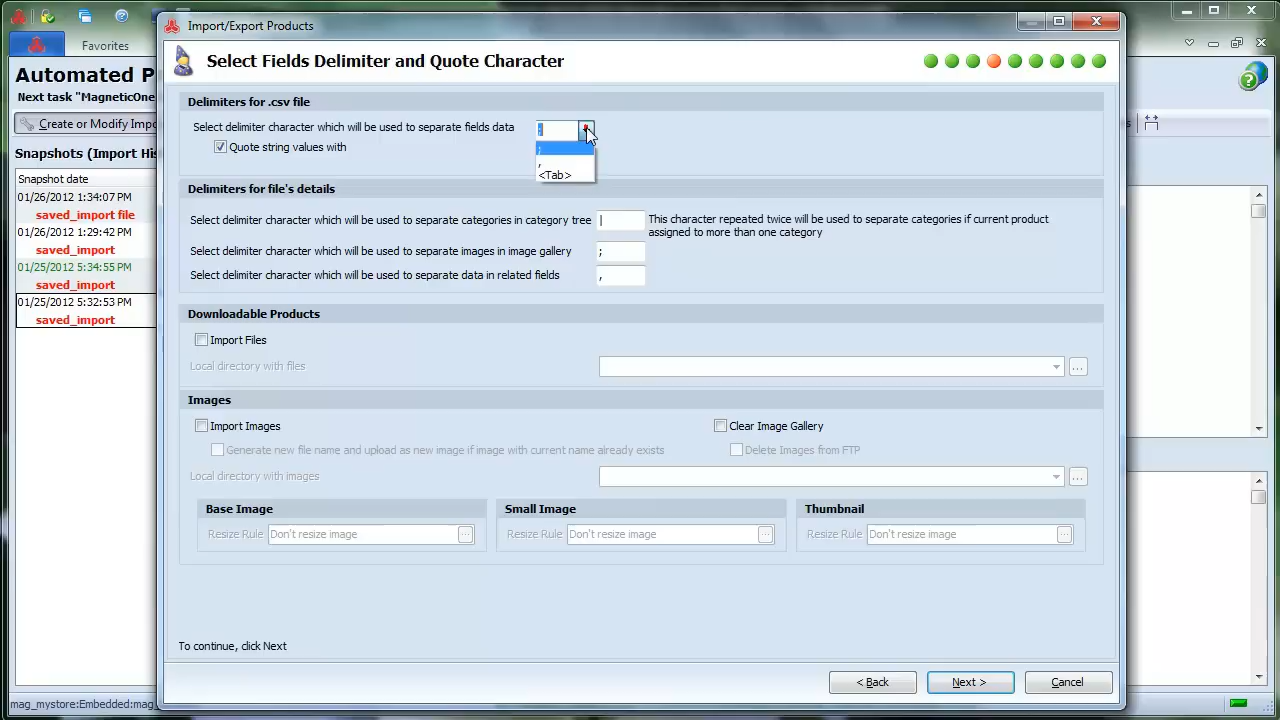 Import/Export Products
Favorites
Automated P
Next task "MagneticOne
Create or Modify Impo
Snapshots (Import His
Snapshot date
01/26/2012 1:34:07 PM
saved_import file
01/26/2012 1:29:42 PM
saved_import
01/25/2012 5:34:55 PM
saved_import
01/25/2012 5:32:53 PM
saved_import
Select Fields Delimiter and Quote Character
Delimiters for .csv file
Select delimiter character which will be used to separate fields data
;
;
,
<Tab>
Quote string values with
Delimiters for file's details
Select delimiter character which will be used to separate categories in category tree
|
This character repeated twice will be used to separate categories if current product
assigned to more than one category
Select delimiter character which will be used to separate images in image gallery
;
Select delimiter character which will be used to separate data in related fields
,
Downloadable Products
Import Files
Local directory with files
...
Images
Import Images
Clear Image Gallery
Generate new file name and upload as new image if image with current name already exists
Delete Images from FTP
Local directory with images
...
Base Image
Small Image
Thumbnail
Resize Rule Don't resize image ...
Resize Rule Don't resize image ...
Resize Rule Don't resize image ...
To continue, click Next
< Back
Next >
Cancel
mag_mystore:Embedded:mag_